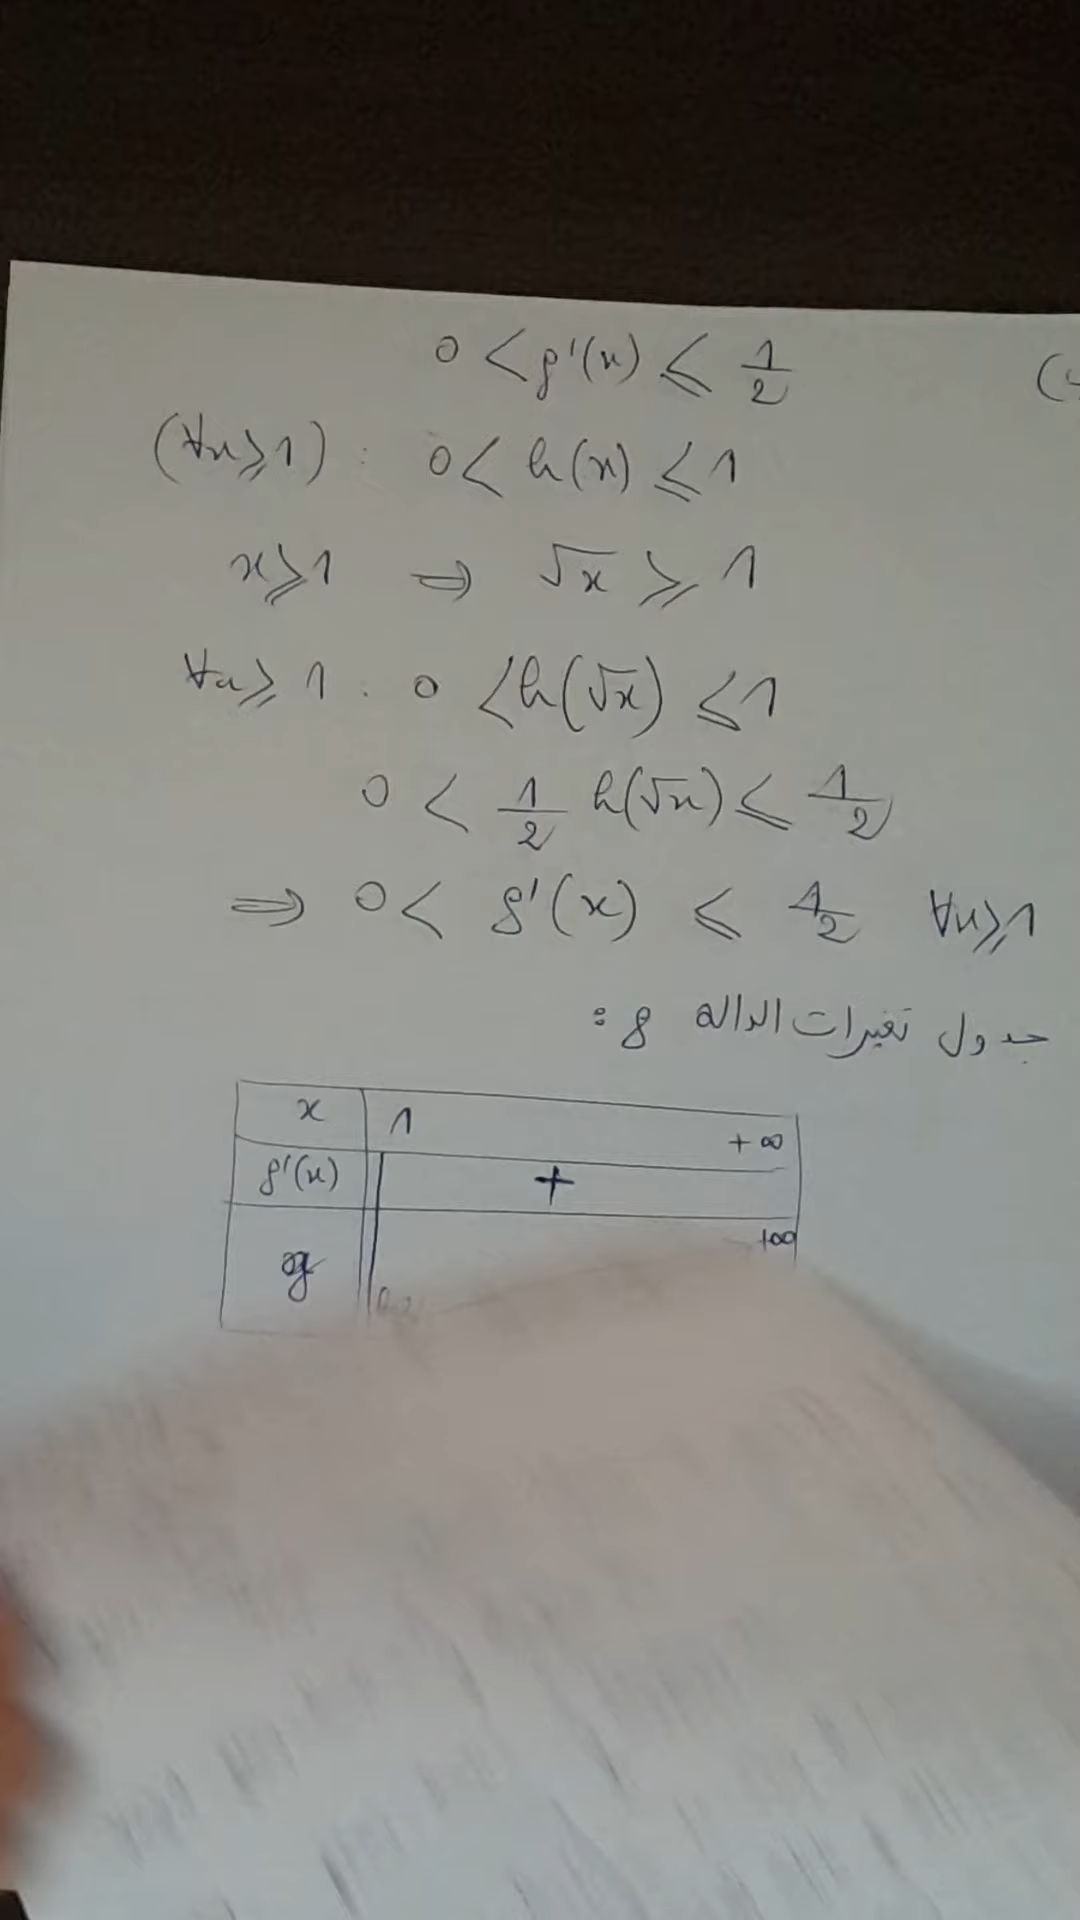 0 < g'(x) ≤ 1/2
(∀x≥1) : 0 < h(x) ≤ 1
x≥1 ⇒ √x ≥ 1
∀x≥1 : 0 < h(√x) ≤ 1
0 < 1/2 h(√x) ≤ 1/2
⇒ 0 < g'(x) ≤ 1/2 ∀x≥1
جدول تغيرات الدالة g :
x 1 +∞
g'(x) +
g +∞